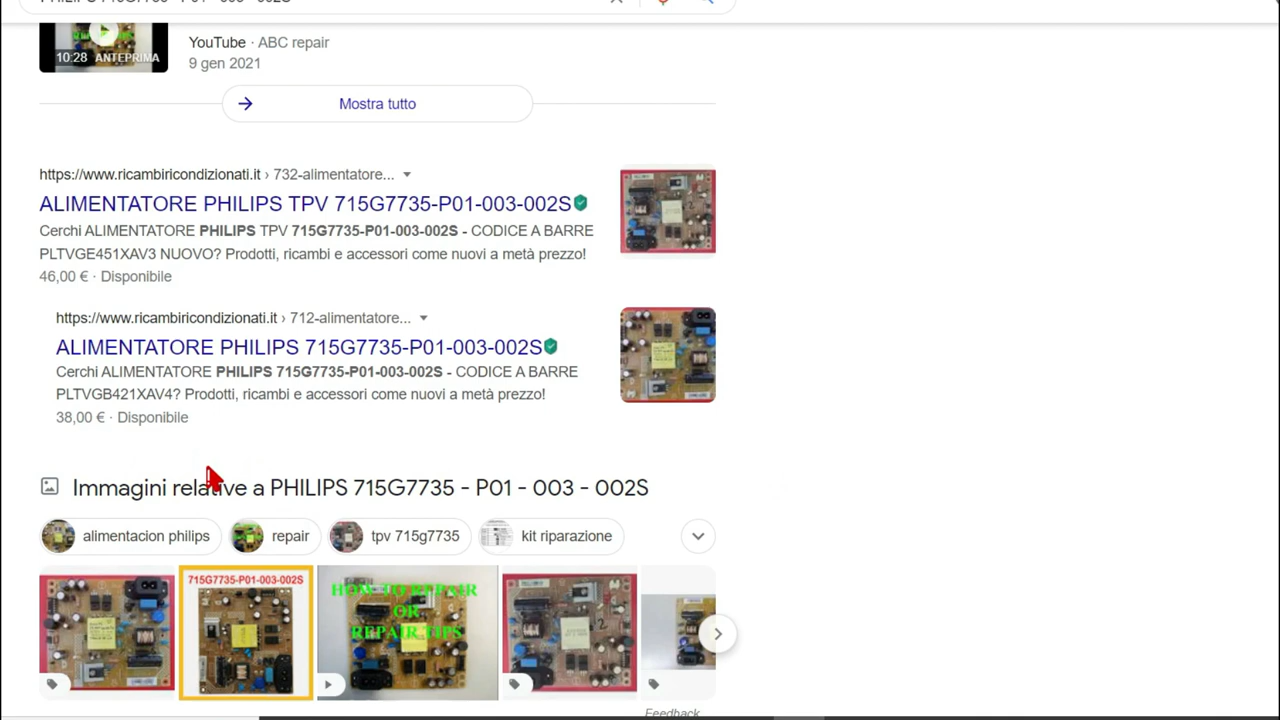 10:28 ANTEPRIMA
YouTube · ABC repair
9 gen 2021
Mostra tutto
https://www.ricambiricondizionati.it › 732-alimentatore...
ALIMENTATORE PHILIPS TPV 715G7735-P01-003-002S
Cerchi ALIMENTATORE PHILIPS TPV 715G7735-P01-003-002S - CODICE A BARRE
PLTVGE451XAV3 NUOVO? Prodotti, ricambi e accessori come nuovi a metà prezzo!
46,00 € · Disponibile
https://www.ricambiricondizionati.it › 712-alimentatore...
ALIMENTATORE PHILIPS 715G7735-P01-003-002S
Cerchi ALIMENTATORE PHILIPS 715G7735-P01-003-002S - CODICE A BARRE
PLTVGB421XAV4? Prodotti, ricambi e accessori come nuovi a metà prezzo!
38,00 € · Disponibile
Immagini relative a PHILIPS 715G7735 - P01 - 003 - 002S
alimentacion philips
repair
tpv 715g7735
kit riparazione
715G7735-P01-003-002S
HOW TO REPAIR
OR
REPAIR TIPS
Feedback